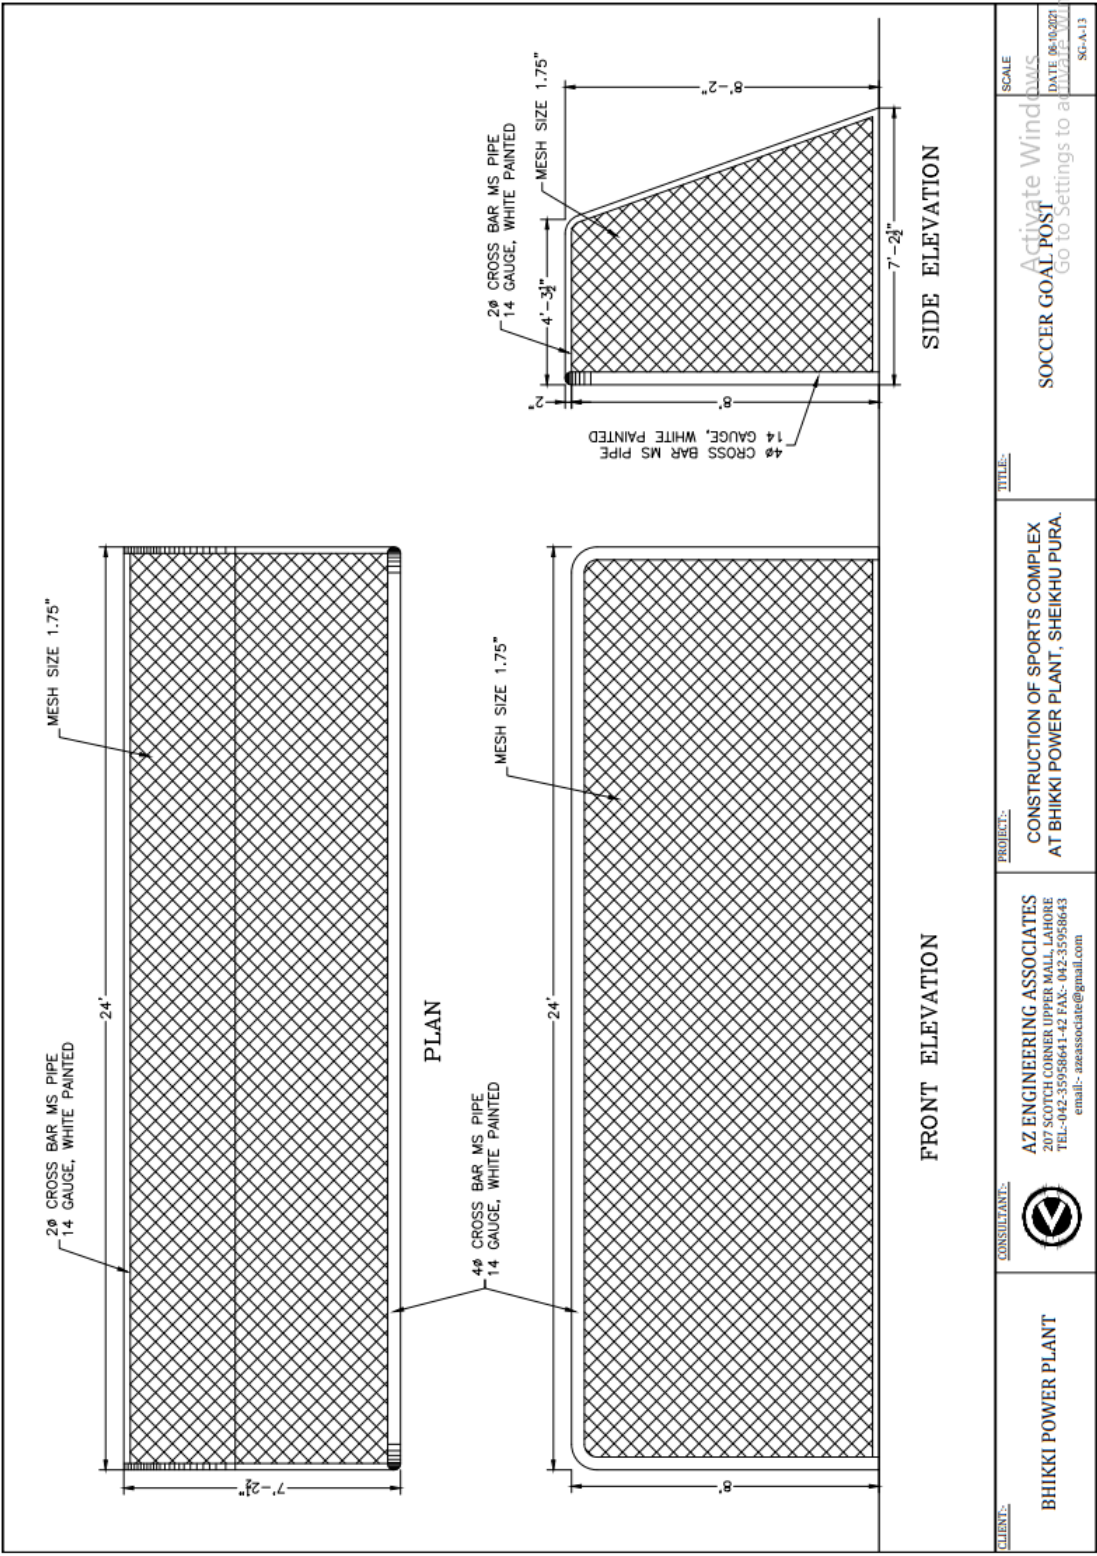 2ø CROSS BAR MS PIPE
14 GAUGE, WHITE PAINTED
MESH SIZE 1.75"
24'
7'-2½"
PLAN
4ø CROSS BAR MS PIPE
14 GAUGE, WHITE PAINTED
MESH SIZE 1.75"
24'
8'
FRONT ELEVATION
2ø CROSS BAR MS PIPE
14 GAUGE, WHITE PAINTED
MESH SIZE 1.75"
4'-3½"
2"
8'
8'-2"
4ø CROSS BAR MS PIPE
14 GAUGE, WHITE PAINTED
7'-2½"
SIDE ELEVATION
CLIENT:-
BHIKKI POWER PLANT
CONSULTANT:-
AZ ENGINEERING ASSOCIATES
207 SCOTCH CORNER UPPER MALL, LAHORE
TEL:-042-35958641-42 FAX:- 042-35958643
email:- azeassociate@gmail.com
PROJECT:-
CONSTRUCTION OF SPORTS COMPLEX
AT BHIKKI POWER PLANT, SHEIKHU PURA.
TITLE:-
SOCCER GOAL POST
SCALE
DATE 06-10-2021
SG-A-13
Activate Windows
Go to Settings to activate Wi